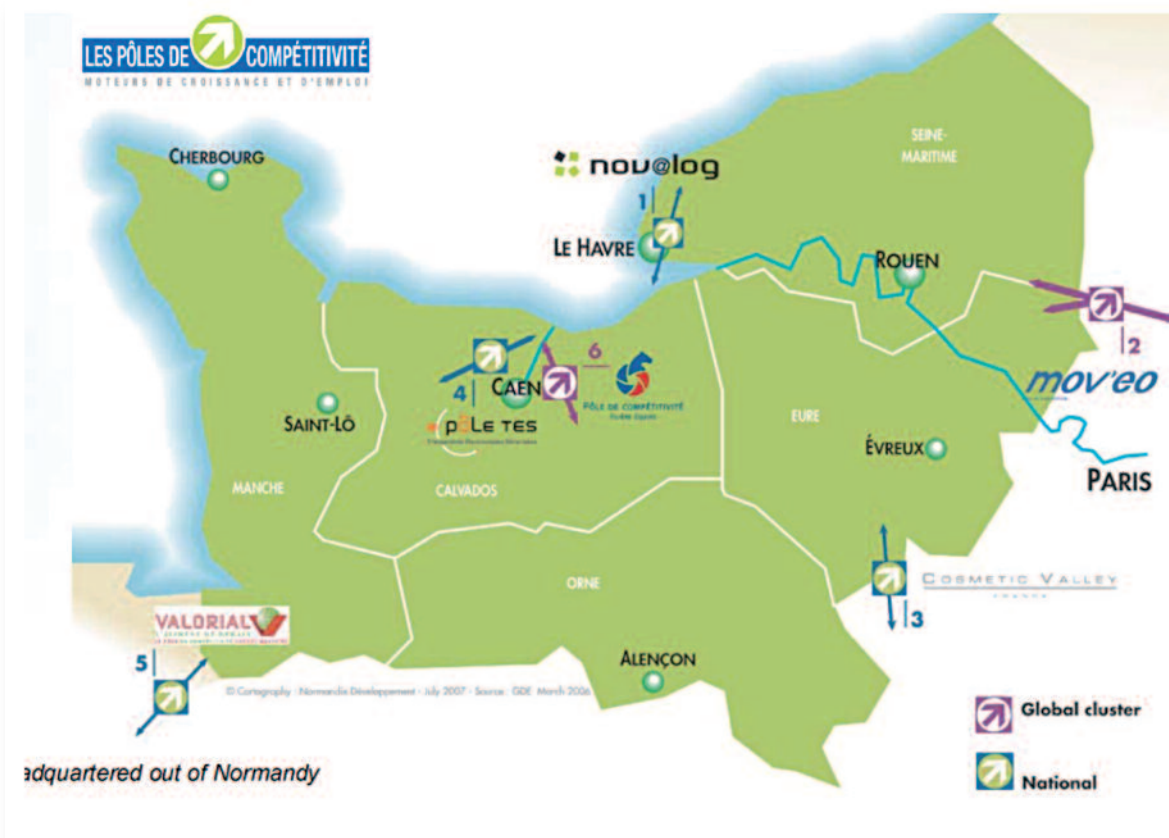 LES PÔLES DE COMPÉTITIVITÉ
MOTEURS DE CROISSANCE ET D'EMPLOI
CHERBOURG
SEINE-
MARITIME
nov@log
1
LE HAVRE
ROUEN
2
mov'eo
6
4
CAEN
PÔLE DE COMPÉTITIVITÉ
pôLe TES
SAINT-LÔ
EURE
ÉVREUX
PARIS
MANCHE
CALVADOS
ORNE
COSMETIC VALLEY
3
VALORIAL
5
ALENÇON
© Cartography - Normandie Développement - July 2007 - Source : GDE March 2006
Global cluster
National
adquartered out of Normandy